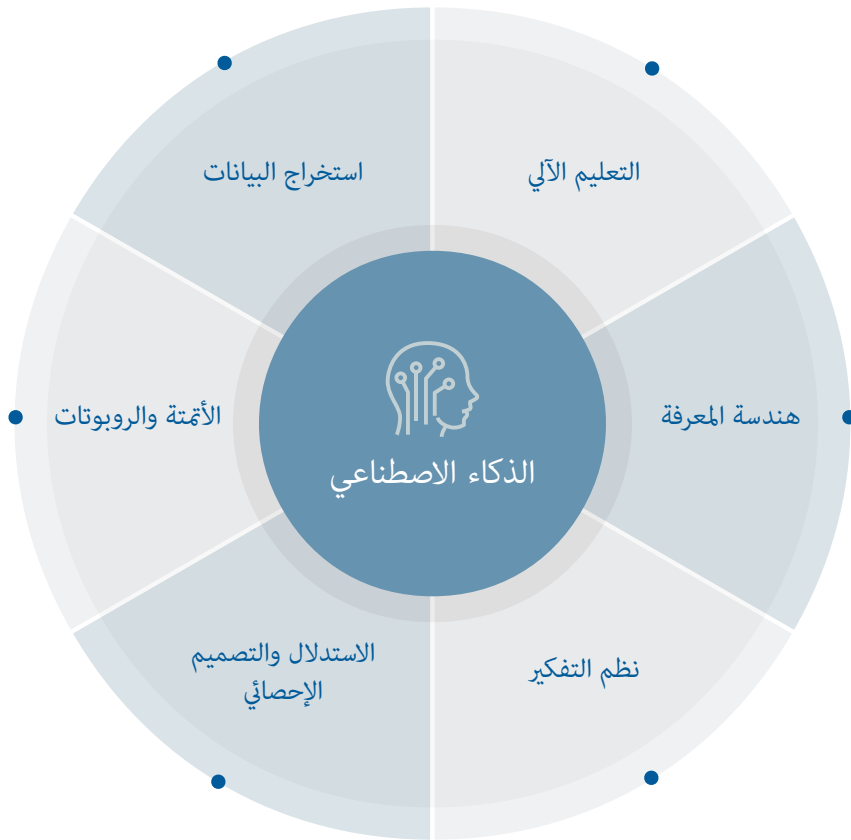 التعليم الآلي
استخراج البيانات
هندسة المعرفة
الذكاء الاصطناعي
الأتمتة والروبوتات
نظم التفكير
الاستدلال والتصميم
الإحصائي